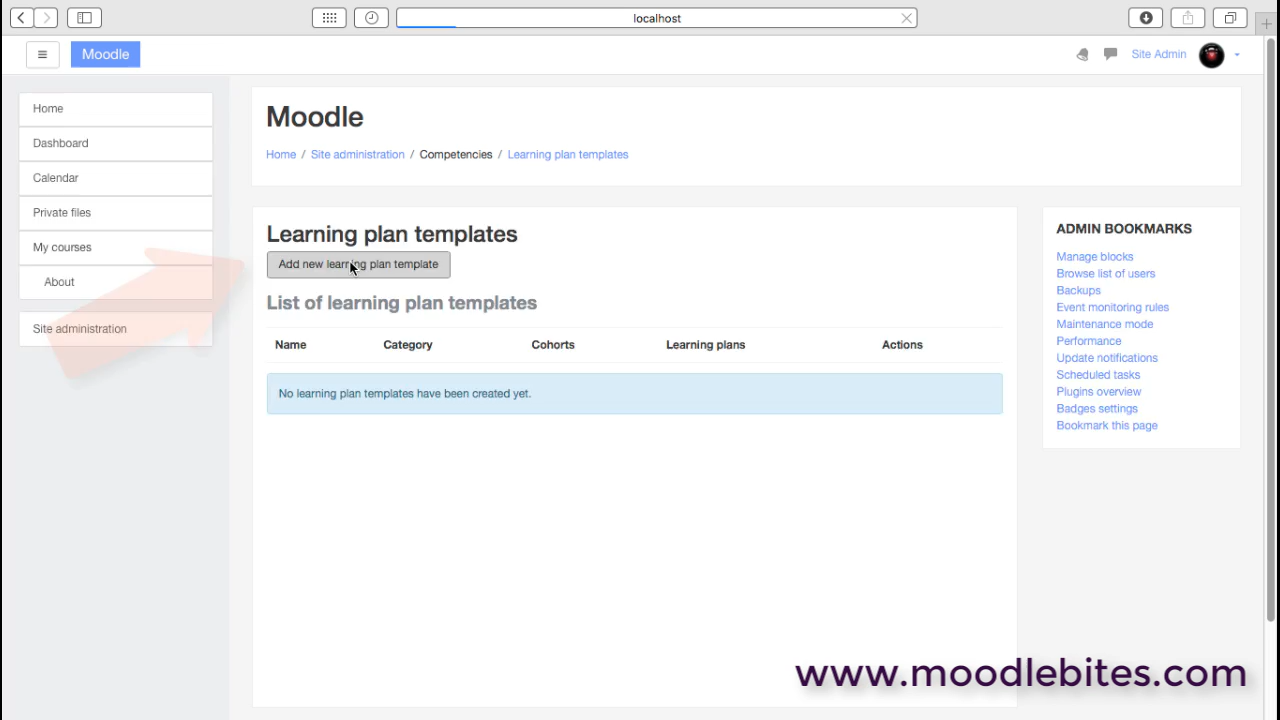 localhost
Moodle
Site Admin
Home
Dashboard
Calendar
Private files
My courses
About
Site administration
Moodle
Home / Site administration / Competencies / Learning plan templates
Learning plan templates
Add new learning plan template
List of learning plan templates
Name Category Cohorts Learning plans Actions
No learning plan templates have been created yet.
ADMIN BOOKMARKS
Manage blocks
Browse list of users
Backups
Event monitoring rules
Maintenance mode
Performance
Update notifications
Scheduled tasks
Plugins overview
Badges settings
Bookmark this page
www.moodlebites.com